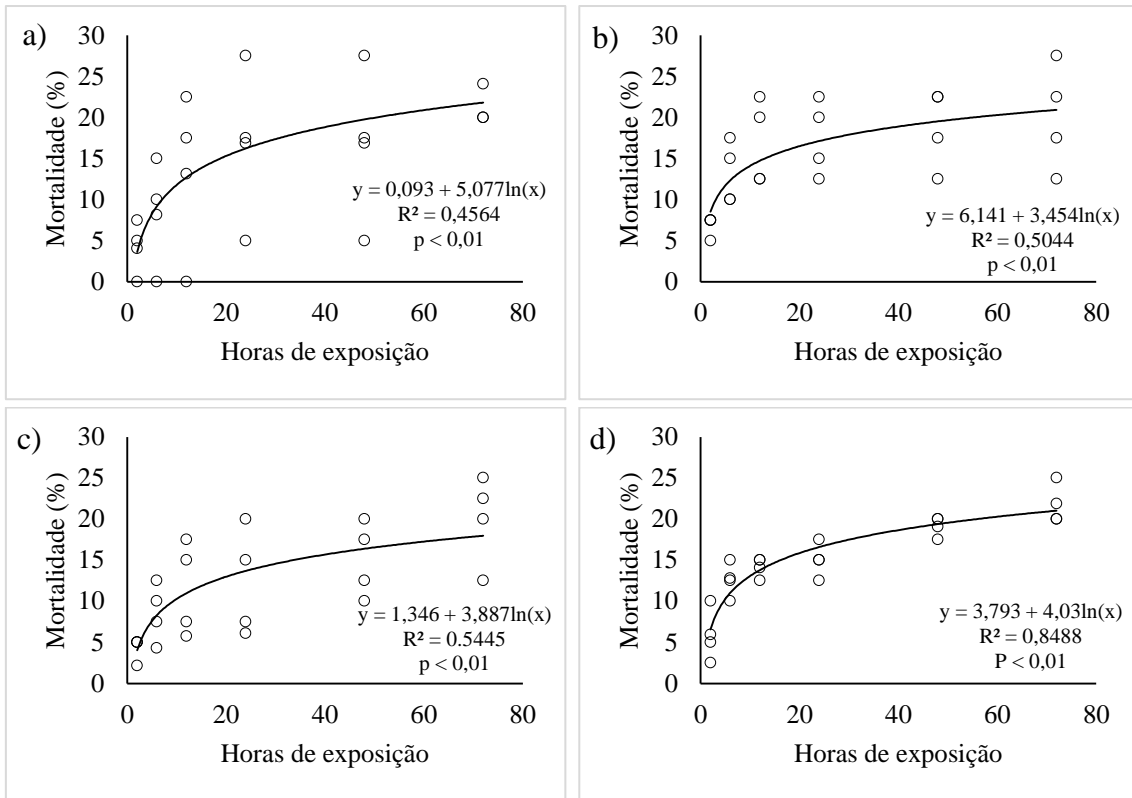 a)
Mortalidade (%)
30
25
20
15
10
5
0
y = 0,093 + 5,077ln(x)
R² = 0,4564
p < 0,01
0 20 40 60 80
Horas de exposição
b)
Mortalidade (%)
30
25
20
15
10
5
0
y = 6,141 + 3,454ln(x)
R² = 0,5044
p < 0,01
0 20 40 60 80
Horas de exposição
c)
Mortalidade (%)
30
25
20
15
10
5
0
y = 1,346 + 3,887ln(x)
R² = 0.5445
p < 0,01
0 20 40 60 80
Horas de exposição
d)
Mortalidade (%)
30
25
20
15
10
5
0
y = 3,793 + 4,03ln(x)
R² = 0,8488
P < 0,01
0 20 40 60 80
Horas de exposição